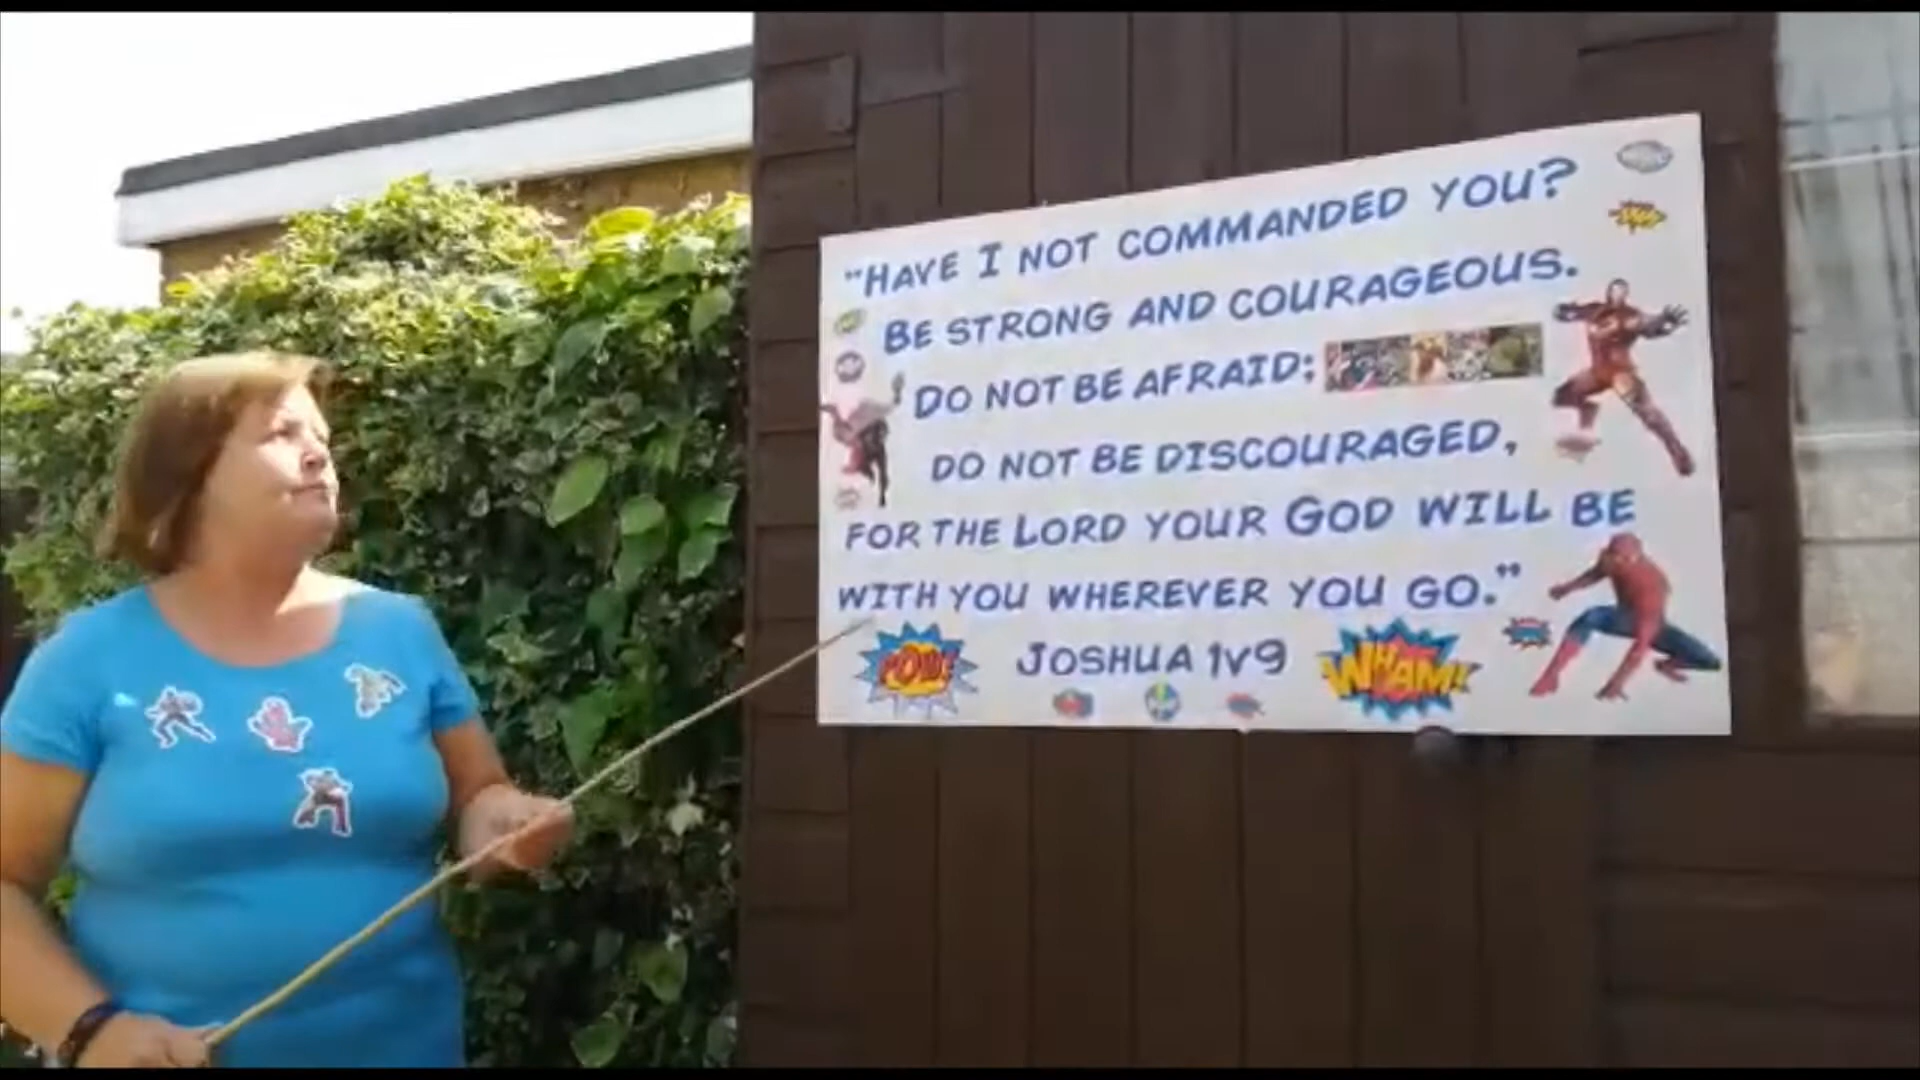 "HAVE I NOT COMMANDED YOU?
BE STRONG AND COURAGEOUS.
DO NOT BE AFRAID;
DO NOT BE DISCOURAGED,
FOR THE LORD YOUR GOD WILL BE
WITH YOU WHEREVER YOU GO."
POW!
JOSHUA 1V9
WHAM!